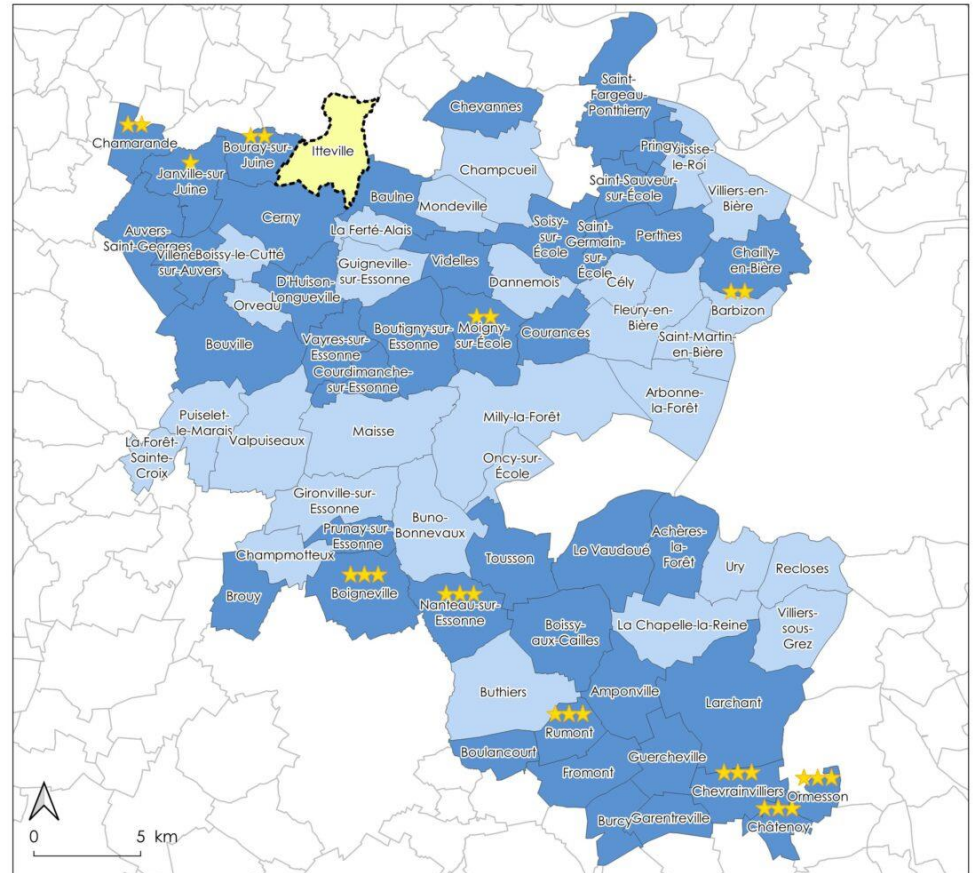 Saint-
Fargeau-
Ponthierry
Chevannes
Chamarande
Bouray-sur-
Juine
Itteville
Pringy
Boissise-
le-Roi
Janville-sur
Juine
Champcueil
Saint-Sauveur-
sur-École
Villiers-en-
Bière
Baulne
Mondeville
Cerny
La Ferté-Alais
Soisy-
sur-
École
Saint-
Germain-
sur-
École
Perthes
Auvers-
Saint-Georges
Chailly-
en-Bière
Villene
sur-Auvers
Boissy-le-Cutté
Guigneville-
sur-Essonne
Videlles
Dannemois
Cély
D'Huison-
Longueville
Orveau
Fleury-en-
Bière
Barbizon
Bouville
Vayres-sur-
Essonne
Boutigny-sur-
Essonne
Moigny-
sur-École
Courances
Saint-Martin-
en-Bière
Courdimanche-
sur-Essonne
Arbonne-
la-Forêt
Puiselet-
le-Marais
Valpuiseaux
Maisse
Milly-la-Forêt
La Forêt-
Sainte-
Croix
Oncy-sur-
École
Gironville-sur-
Essonne
Buno-
Bonnevaux
Prunay-sur-
Essonne
Champmotteux
Tousson
Le Vaudoué
Achères-
la-
Forêt
Ury
Recloses
Brouy
Boigneville
Nanteau-sur-
Essonne
Boissy-
aux-Cailles
La Chapelle-la-Reine
Villiers-
sous-
Grez
Buthiers
Amponville
Larchant
Rumont
Boulancourt
Guercheville
Fromont
Chevrainvilliers
Ormesson
Burcy
Garentreville
Châtenoy
0 5 km